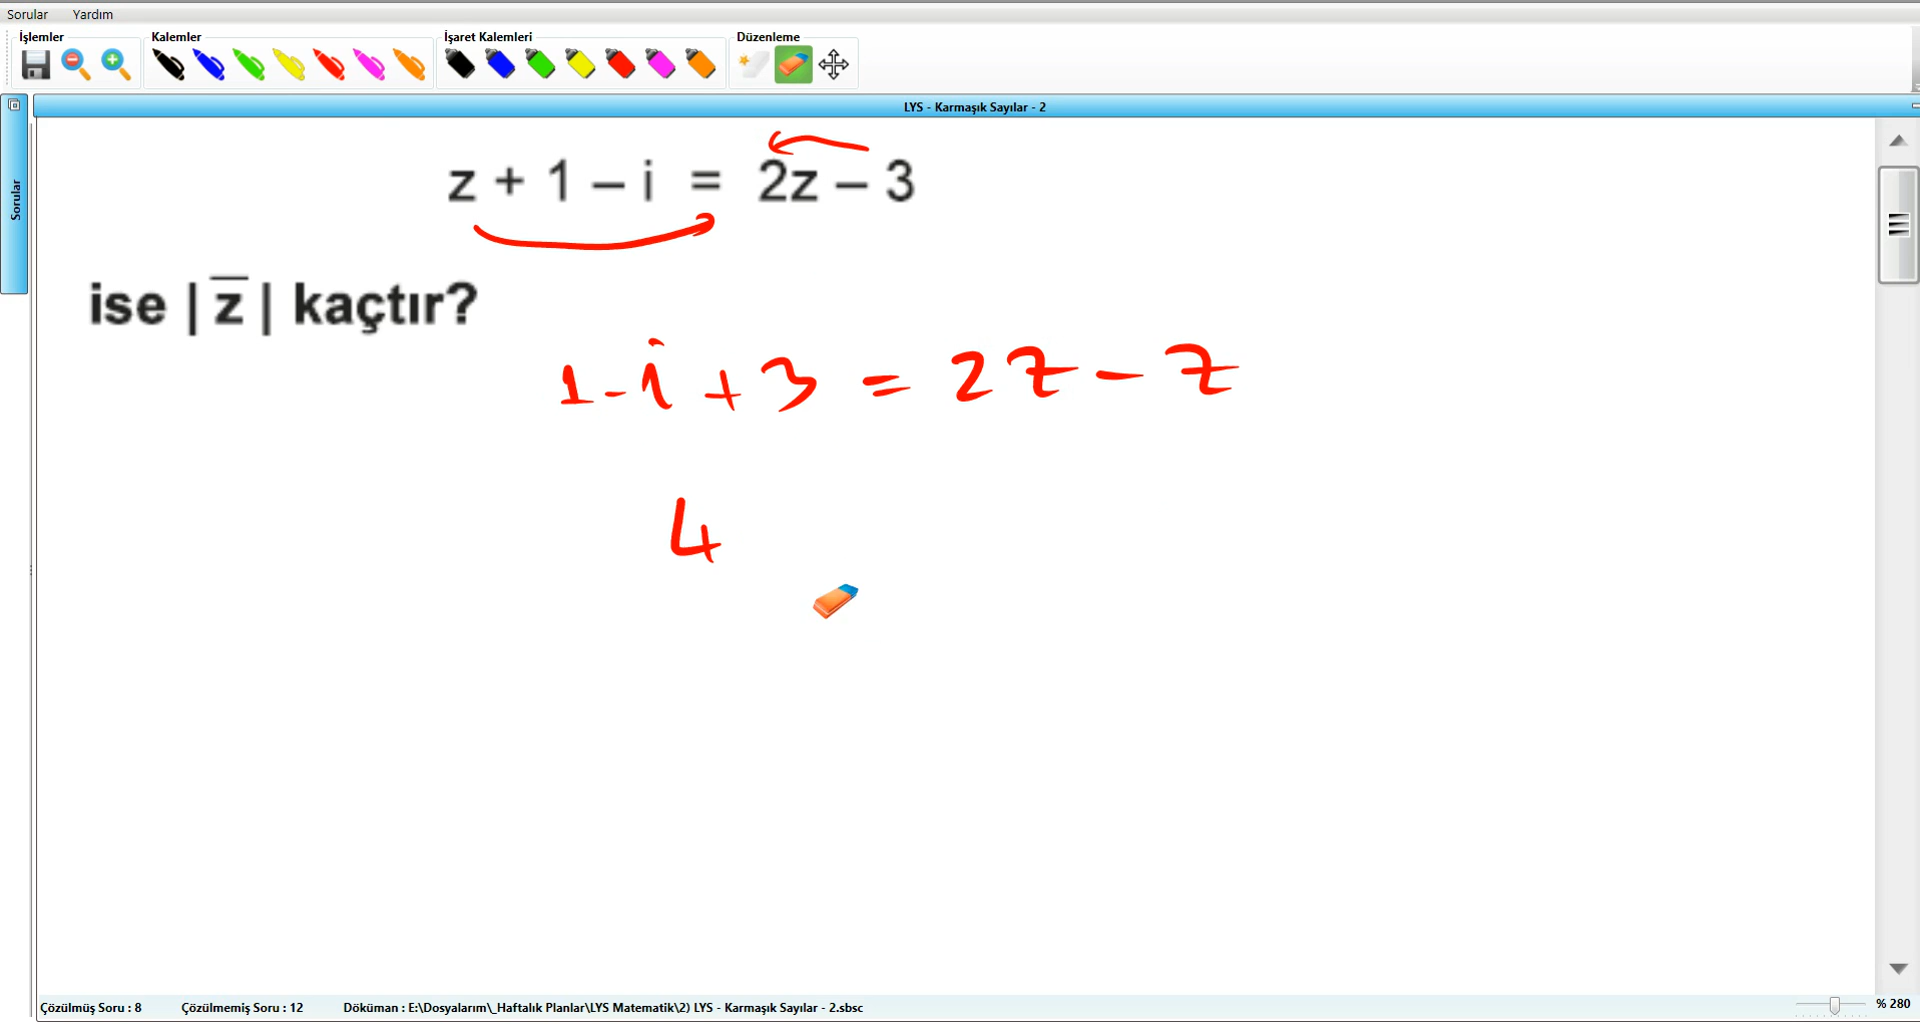 Sorular Yardım
İşlemler Kalemler İşaret Kalemleri Düzenleme
LYS - Karmaşık Sayılar - 2
Sorular
z + 1 – i = 2z – 3
ise | z̅ | kaçtır?
1 - i + 3 = 2z - z
4
Çözülmüş Soru : 8 Çözülmemiş Soru : 12 Döküman : E:\Dosyalarım\_Haftalık Planlar\LYS Matematik\2) LYS - Karmaşık Sayılar - 2.sbsc % 280